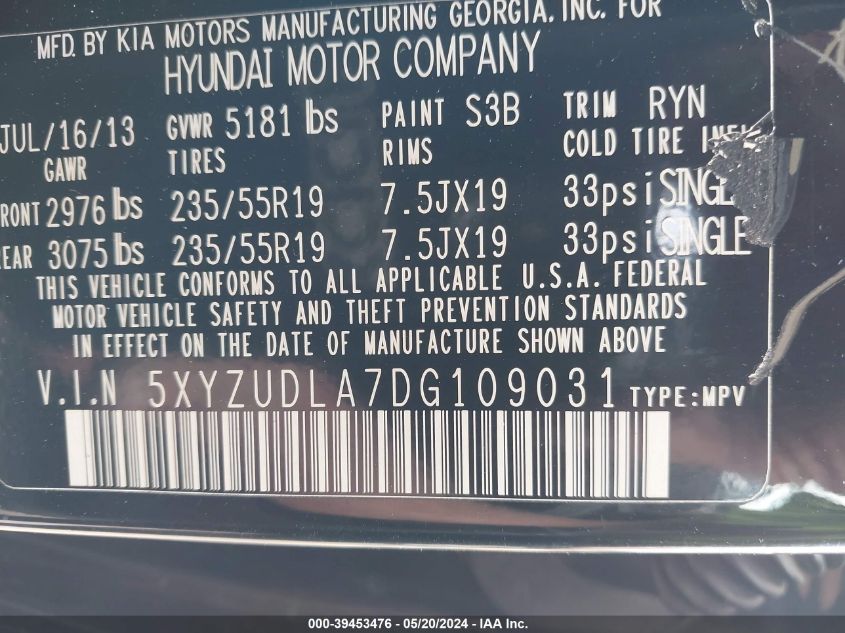 MFD. BY KIA MOTORS MANUFACTURING GEORGIA, INC. FOR
HYUNDAI MOTOR COMPANY
JUL/16/13 GVWR 5181 lbs PAINT S3B TRIM RYN
GAWR TIRES RIMS COLD TIRE
FRONT 2976 lbs 235/55R19 7.5JX19 33psi SINGLE
REAR 3075 lbs 235/55R19 7.5JX19 33psi SINGLE
THIS VEHICLE CONFORMS TO ALL APPLICABLE U.S.A. FEDERAL
MOTOR VEHICLE SAFETY AND THEFT PREVENTION STANDARDS
IN EFFECT ON THE DATE OF MANUFACTURE SHOWN ABOVE
V.I.N 5XYZUDLA7DG109031 TYPE:MPV
000-39453476 - 05/20/2024 - IAA Inc.